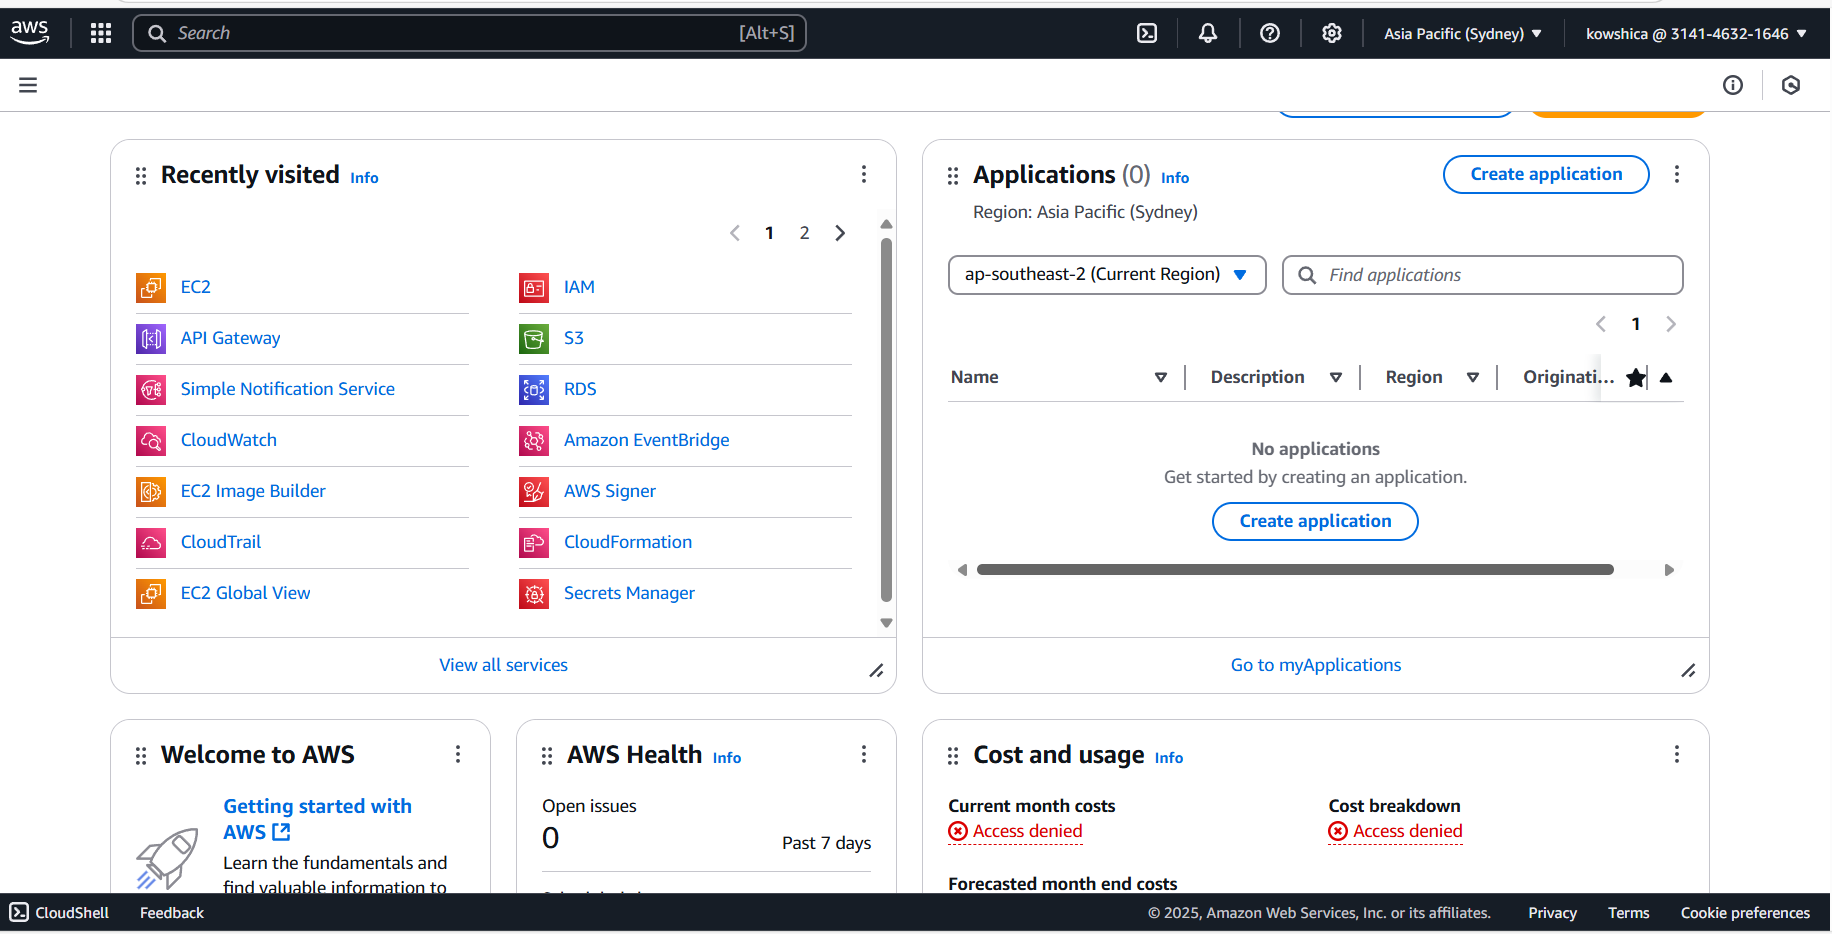 aws
Search [Alt+S]
Asia Pacific (Sydney)
kowshica @ 3141-4632-1646
Recently visited Info
1 2
EC2
IAM
API Gateway
S3
Simple Notification Service
RDS
CloudWatch
Amazon EventBridge
EC2 Image Builder
AWS Signer
CloudTrail
CloudFormation
EC2 Global View
Secrets Manager
View all services
Applications (0) Info
Create application
Region: Asia Pacific (Sydney)
ap-southeast-2 (Current Region)
Find applications
1
Name
Description
Region
Originati...
No applications
Get started by creating an application.
Create application
Go to myApplications
Welcome to AWS
Getting started with
AWS
Learn the fundamentals and
find valuable information to
AWS Health Info
Open issues
0
Past 7 days
Cost and usage Info
Current month costs
Access denied
Cost breakdown
Access denied
Forecasted month end costs
CloudShell
Feedback
© 2025, Amazon Web Services, Inc. or its affiliates.
Privacy
Terms
Cookie preferences